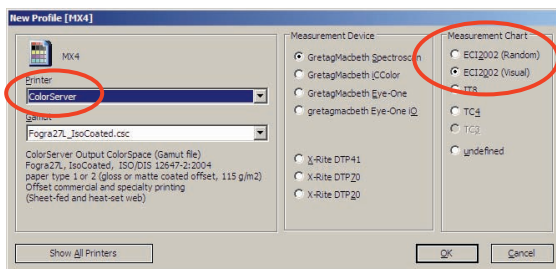 New Profile [MX4]
MX4
Printer
ColorServer
Gamut
Fogra27L_IsoCoated.csc
ColorServer Output ColorSpace (Gamut file)
Fogra27L, IsoCoated, ISO/DIS 12647-2:2004
paper type 1 or 2 (gloss or matte coated offset, 115 g/m2)
Offset commercial and specialty printing
(Sheet-fed and heat-set web)
Show All Printers
Measurement Device
GretagMacbeth Spectroscan
GretagMacbeth iCColor
GretagMacbeth Eye-One
gretagmacbeth Eye-One iO
X-Rite DTP41
X-Rite DTP70
X-Rite DTP20
Measurement Chart
ECI2002 (Random)
ECI2002 (Visual)
IT8
TC4
TC3
undefined
OK
Cancel